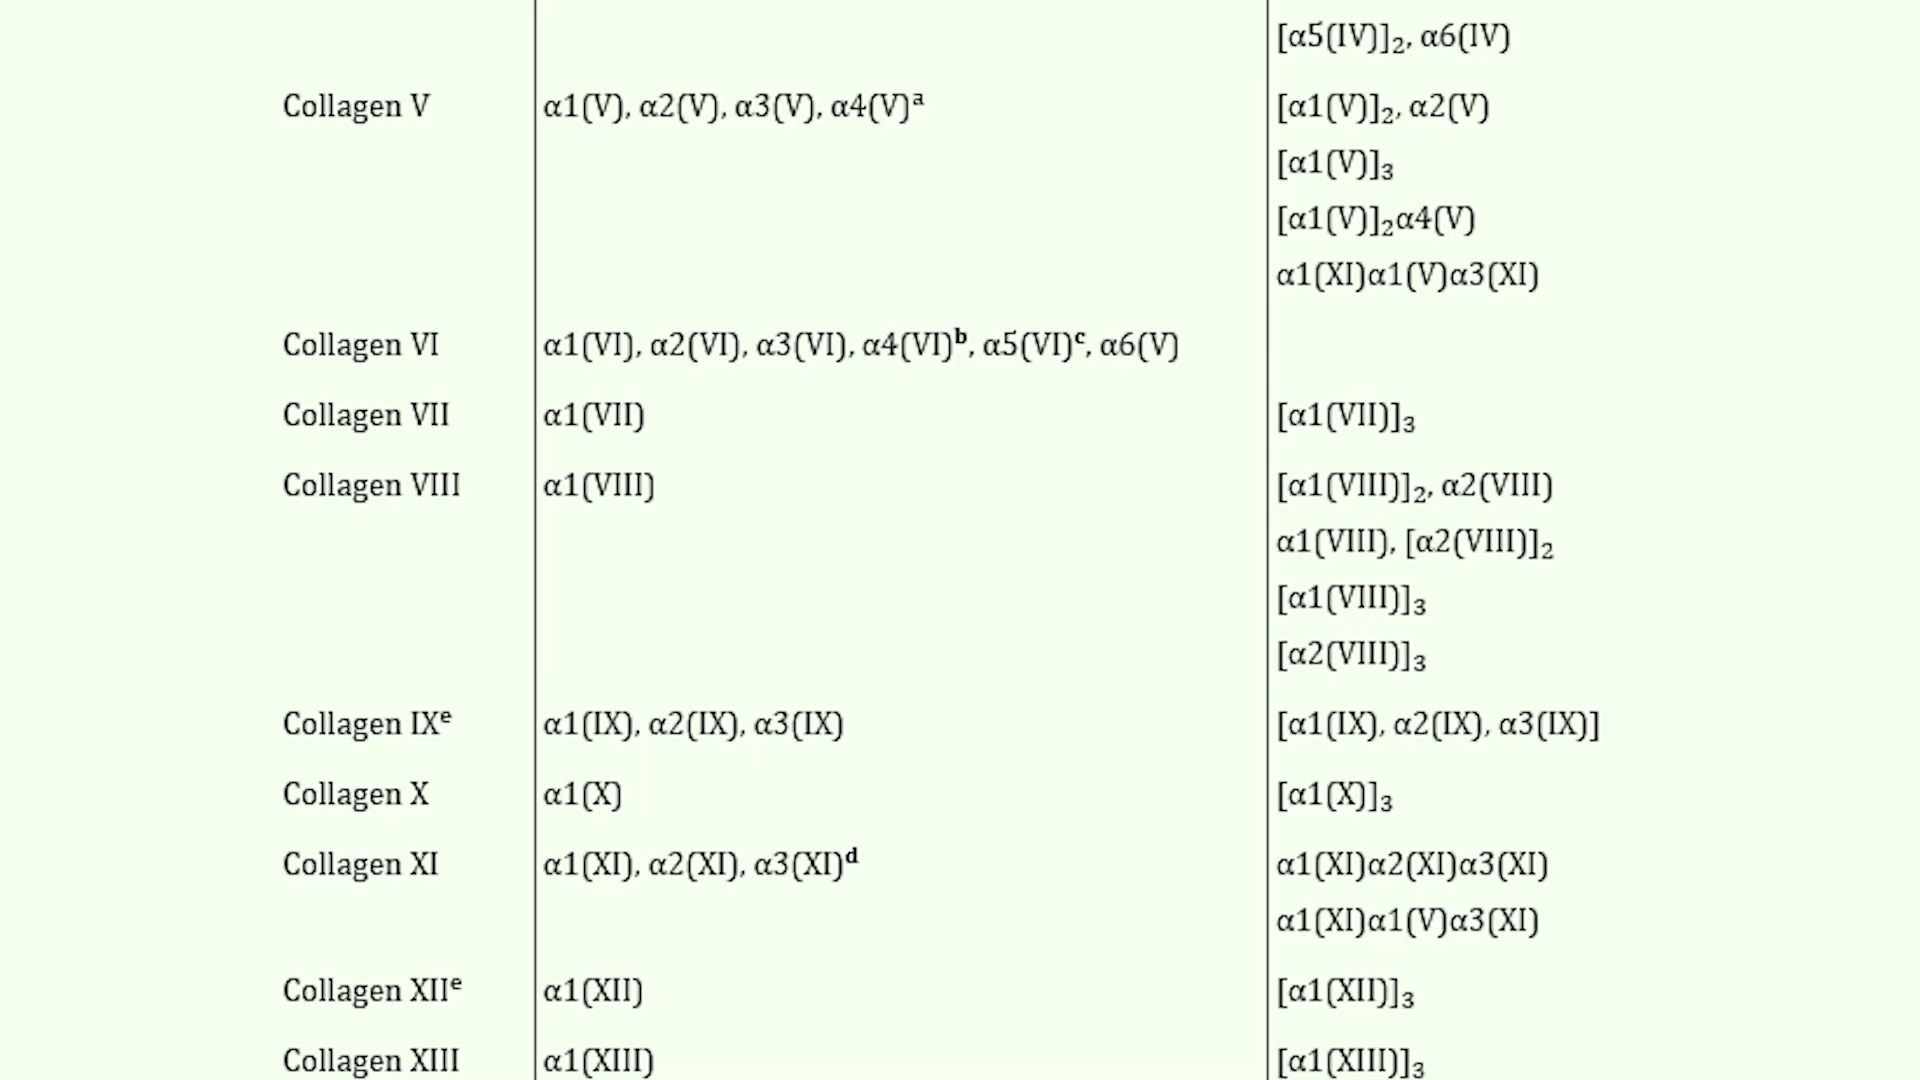 [α5(IV)]₂, α6(IV)
Collagen V α1(V), α2(V), α3(V), α4(V)ᵃ [α1(V)]₂, α2(V)
[α1(V)]₃
[α1(V)]₂α4(V)
α1(XI)α1(V)α3(XI)
Collagen VI α1(VI), α2(VI), α3(VI), α4(VI)ᵇ, α5(VI)ᶜ, α6(V)
Collagen VII α1(VII) [α1(VII)]₃
Collagen VIII α1(VIII) [α1(VIII)]₂, α2(VIII)
α1(VIII), [α2(VIII)]₂
[α1(VIII)]₃
[α2(VIII)]₃
Collagen IXᵉ α1(IX), α2(IX), α3(IX) [α1(IX), α2(IX), α3(IX)]
Collagen X α1(X) [α1(X)]₃
Collagen XI α1(XI), α2(XI), α3(XI)ᵈ α1(XI)α2(XI)α3(XI)
α1(XI)α1(V)α3(XI)
Collagen XIIᵉ α1(XII) [α1(XII)]₃
Collagen XIII α1(XIII) [α1(XIII)]₃